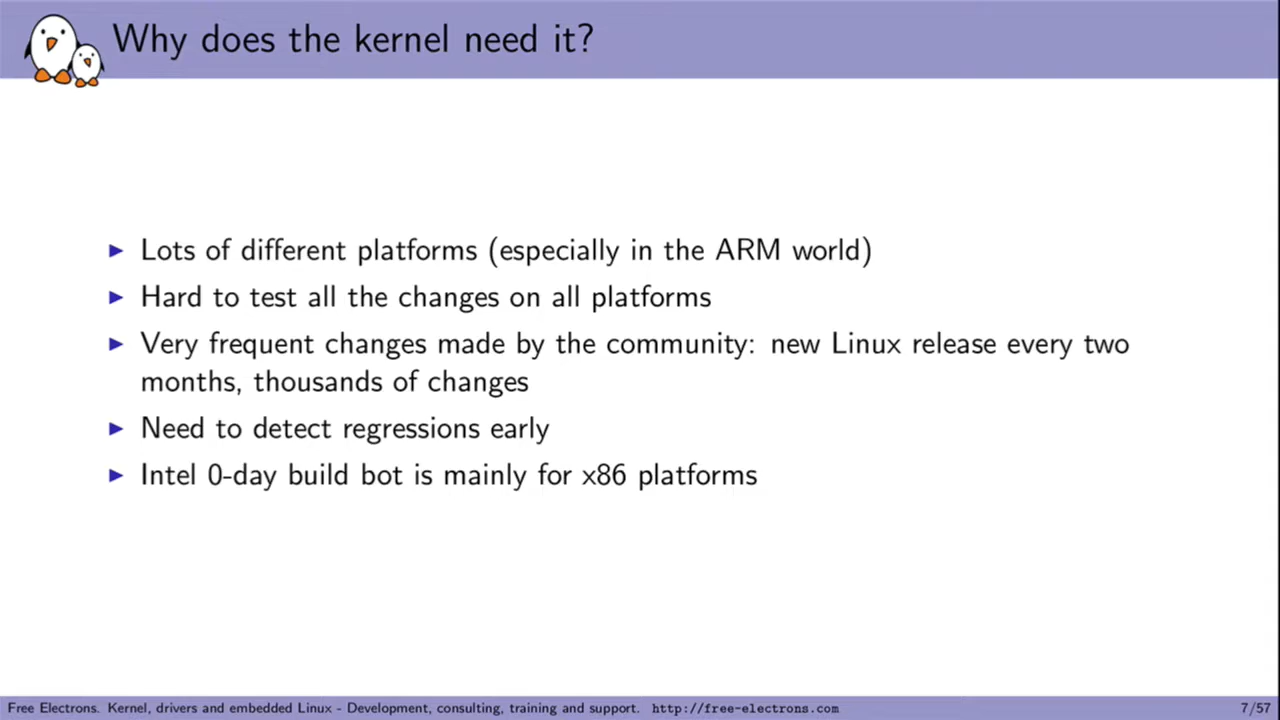 Why does the kernel need it?
Lots of different platforms (especially in the ARM world)
Hard to test all the changes on all platforms
Very frequent changes made by the community: new Linux release every two
months, thousands of changes
Need to detect regressions early
Intel 0-day build bot is mainly for x86 platforms
Free Electrons. Kernel, drivers and embedded Linux - Development, consulting, training and support. http://free-electrons.com 7/57